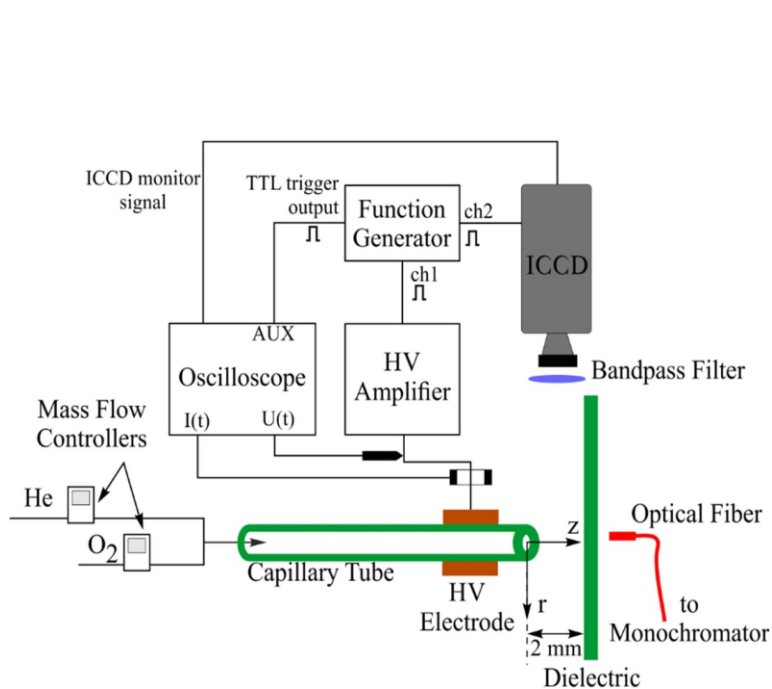 ICCD monitor
signal
TTL trigger
output
Function
Generator
ch2
ch1
ICCD
AUX
Oscilloscope
I(t)
U(t)
HV
Amplifier
Bandpass Filter
Mass Flow
Controllers
He
O2
Capillary Tube
HV
Electrode
z
r
2 mm
Dielectric
Optical Fiber
to
Monochromator